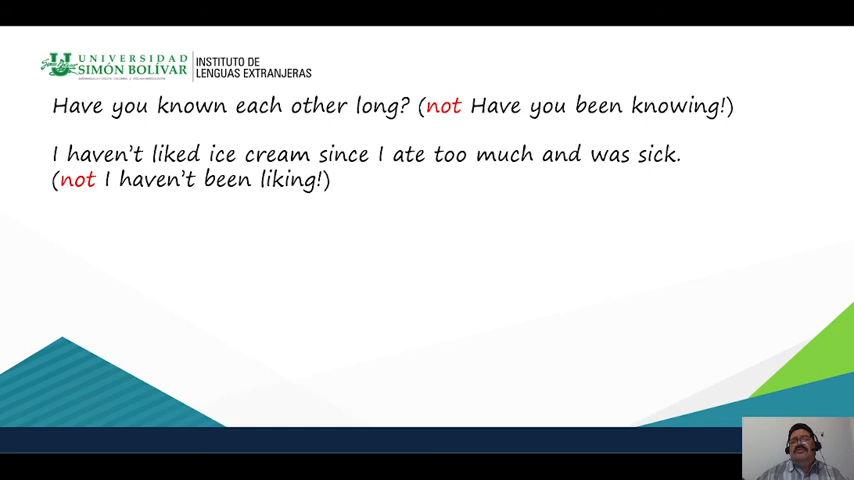 UNIVERSIDAD
SIMÓN BOLÍVAR
INSTITUTO DE
LENGUAS EXTRANJERAS
Have you known each other long? (not Have you been knowing!)
I haven't liked ice cream since I ate too much and was sick.
(not I haven't been liking!)